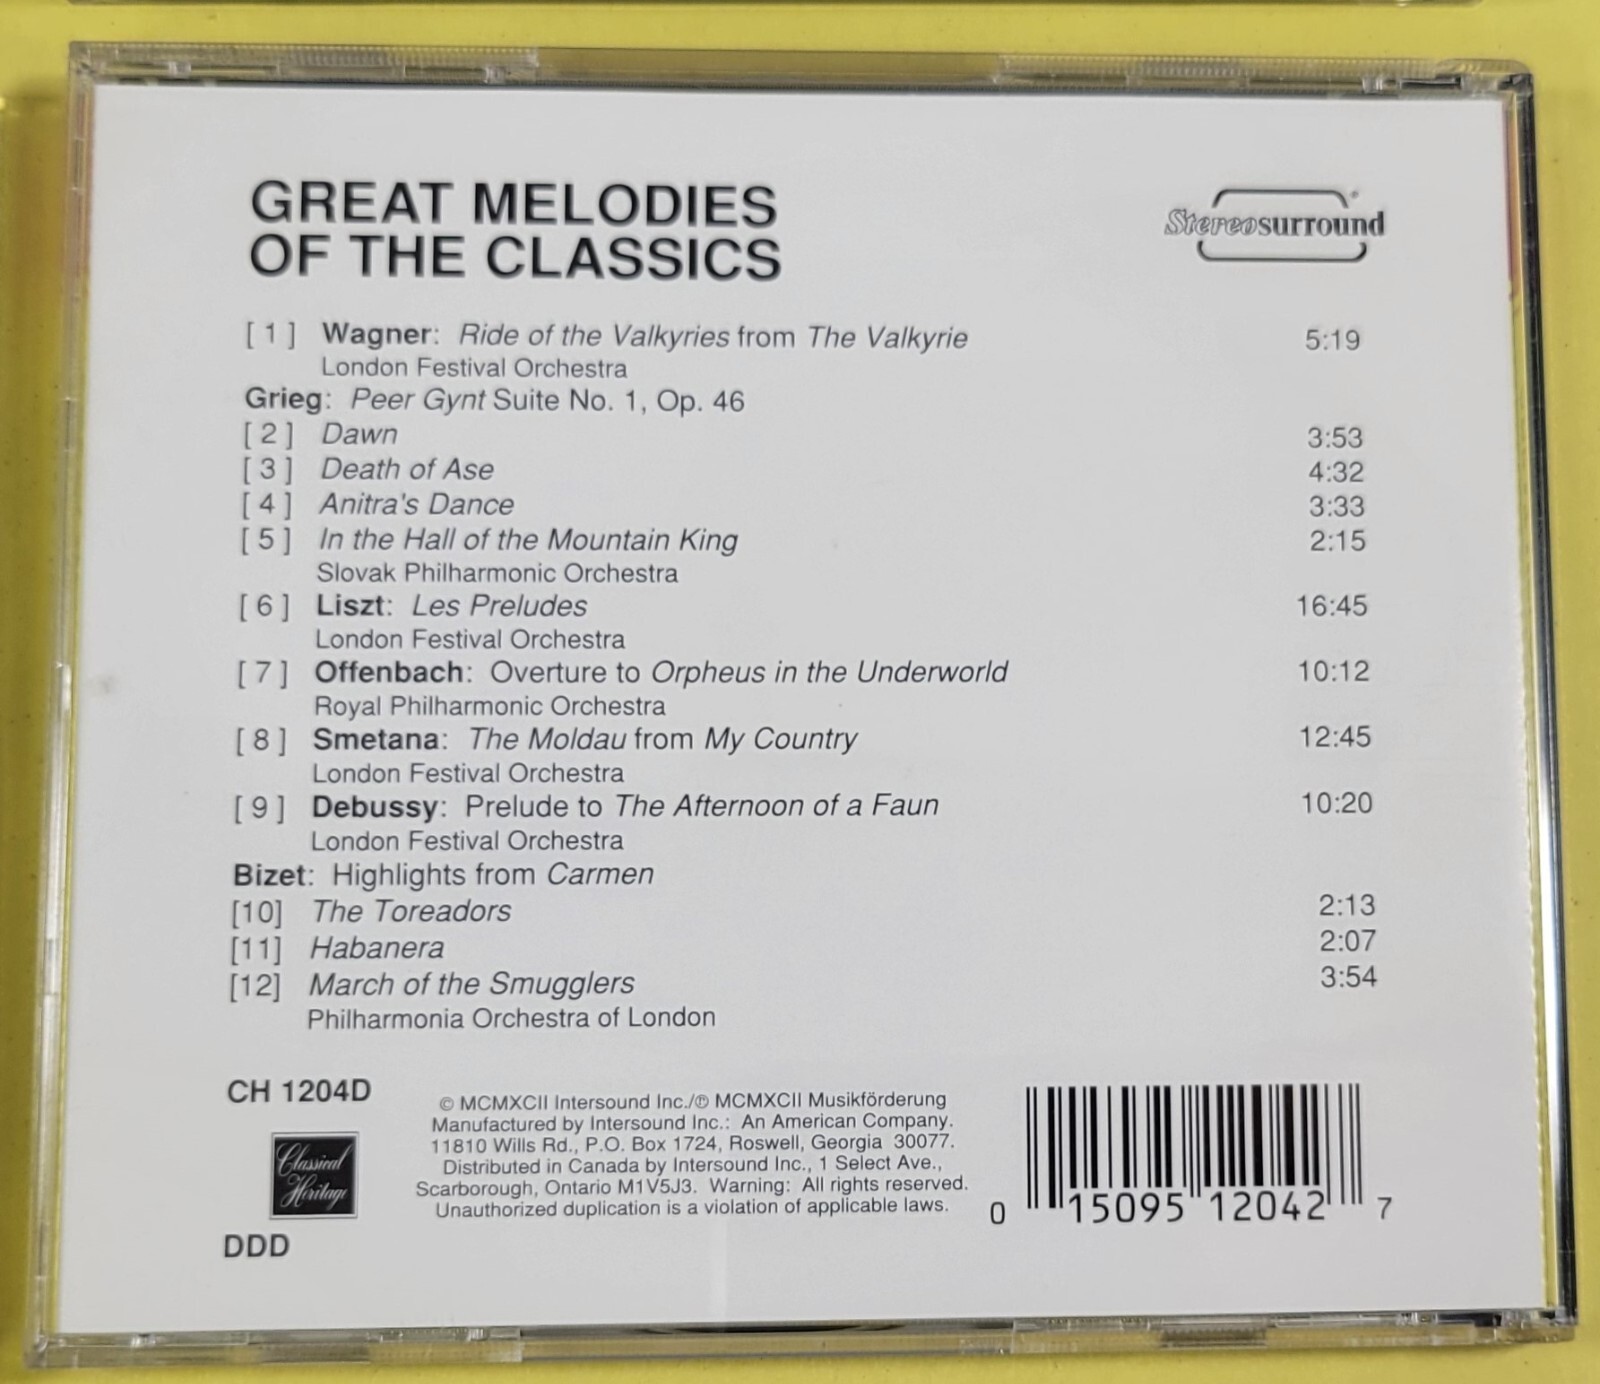 GREAT MELODIES
OF THE CLASSICS
Stereosurround
[ 1 ] Wagner: Ride of the Valkyries from The Valkyrie 5:19
London Festival Orchestra
Grieg: Peer Gynt Suite No. 1, Op. 46
[ 2 ] Dawn 3:53
[ 3 ] Death of Ase 4:32
[ 4 ] Anitra's Dance 3:33
[ 5 ] In the Hall of the Mountain King 2:15
Slovak Philharmonic Orchestra
[ 6 ] Liszt: Les Preludes 16:45
London Festival Orchestra
[ 7 ] Offenbach: Overture to Orpheus in the Underworld 10:12
Royal Philharmonic Orchestra
[ 8 ] Smetana: The Moldau from My Country 12:45
London Festival Orchestra
[ 9 ] Debussy: Prelude to The Afternoon of a Faun 10:20
London Festival Orchestra
Bizet: Highlights from Carmen
[10] The Toreadors 2:13
[11] Habanera 2:07
[12] March of the Smugglers 3:54
Philharmonia Orchestra of London
CH 1204D
Classical
Heritage
DDD
© MCMXCII Intersound Inc./℗ MCMXCII Musikförderung
Manufactured by Intersound Inc.: An American Company.
11810 Wills Rd., P.O. Box 1724, Roswell, Georgia 30077.
Distributed in Canada by Intersound Inc., 1 Select Ave.,
Scarborough, Ontario M1V5J3. Warning: All rights reserved.
Unauthorized duplication is a violation of applicable laws.
0 15095 12042 7